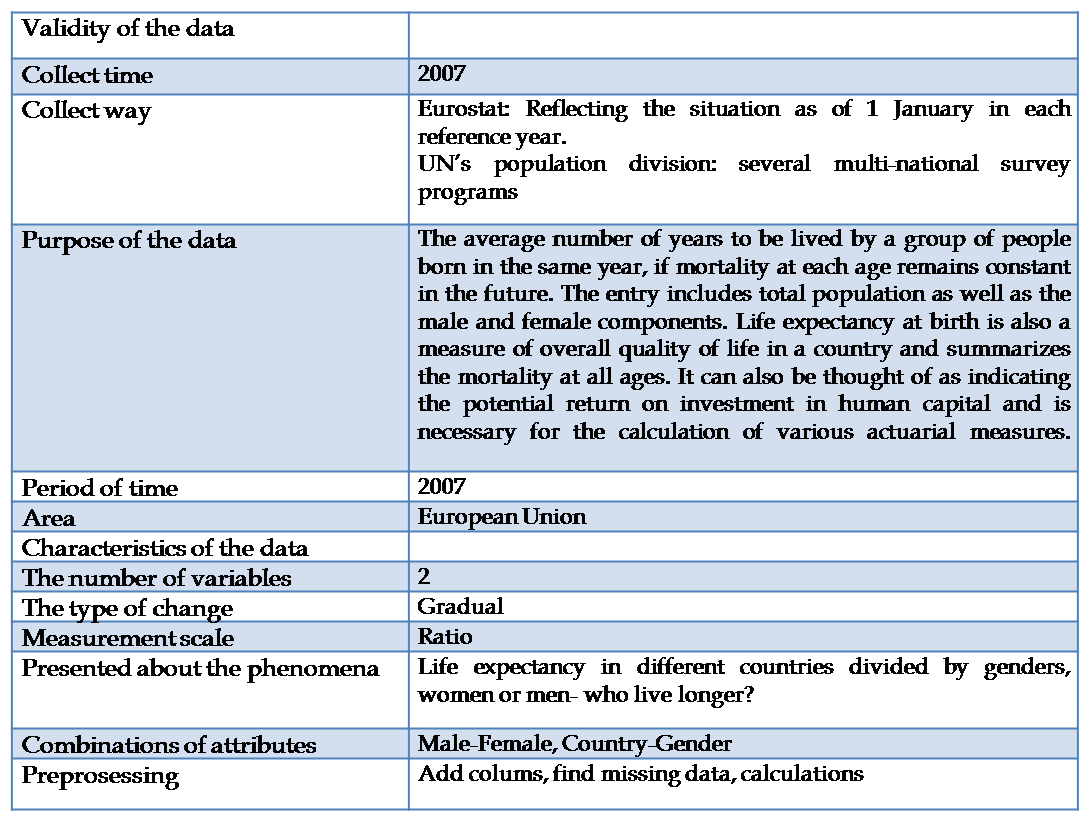 Validity of the data
Collect time
2007
Collect way
Eurostat: Reflecting the situation as of 1 January in each
reference year.
UN's population division: several multi-national survey
programs
Purpose of the data
The average number of years to be lived by a group of people
born in the same year, if mortality at each age remains constant
in the future. The entry includes total population as well as the
male and female components. Life expectancy at birth is also a
measure of overall quality of life in a country and summarizes
the mortality at all ages. It can also be thought of as indicating
the potential return on investment in human capital and is
necessary for the calculation of various actuarial measures.
Period of time
2007
Area
European Union
Characteristics of the data
The number of variables
2
The type of change
Gradual
Measurement scale
Ratio
Presented about the phenomena
Life expectancy in different countries divided by genders,
women or men- who live longer?
Combinations of attributes
Male-Female, Country-Gender
Preprosessing
Add colums, find missing data, calculations